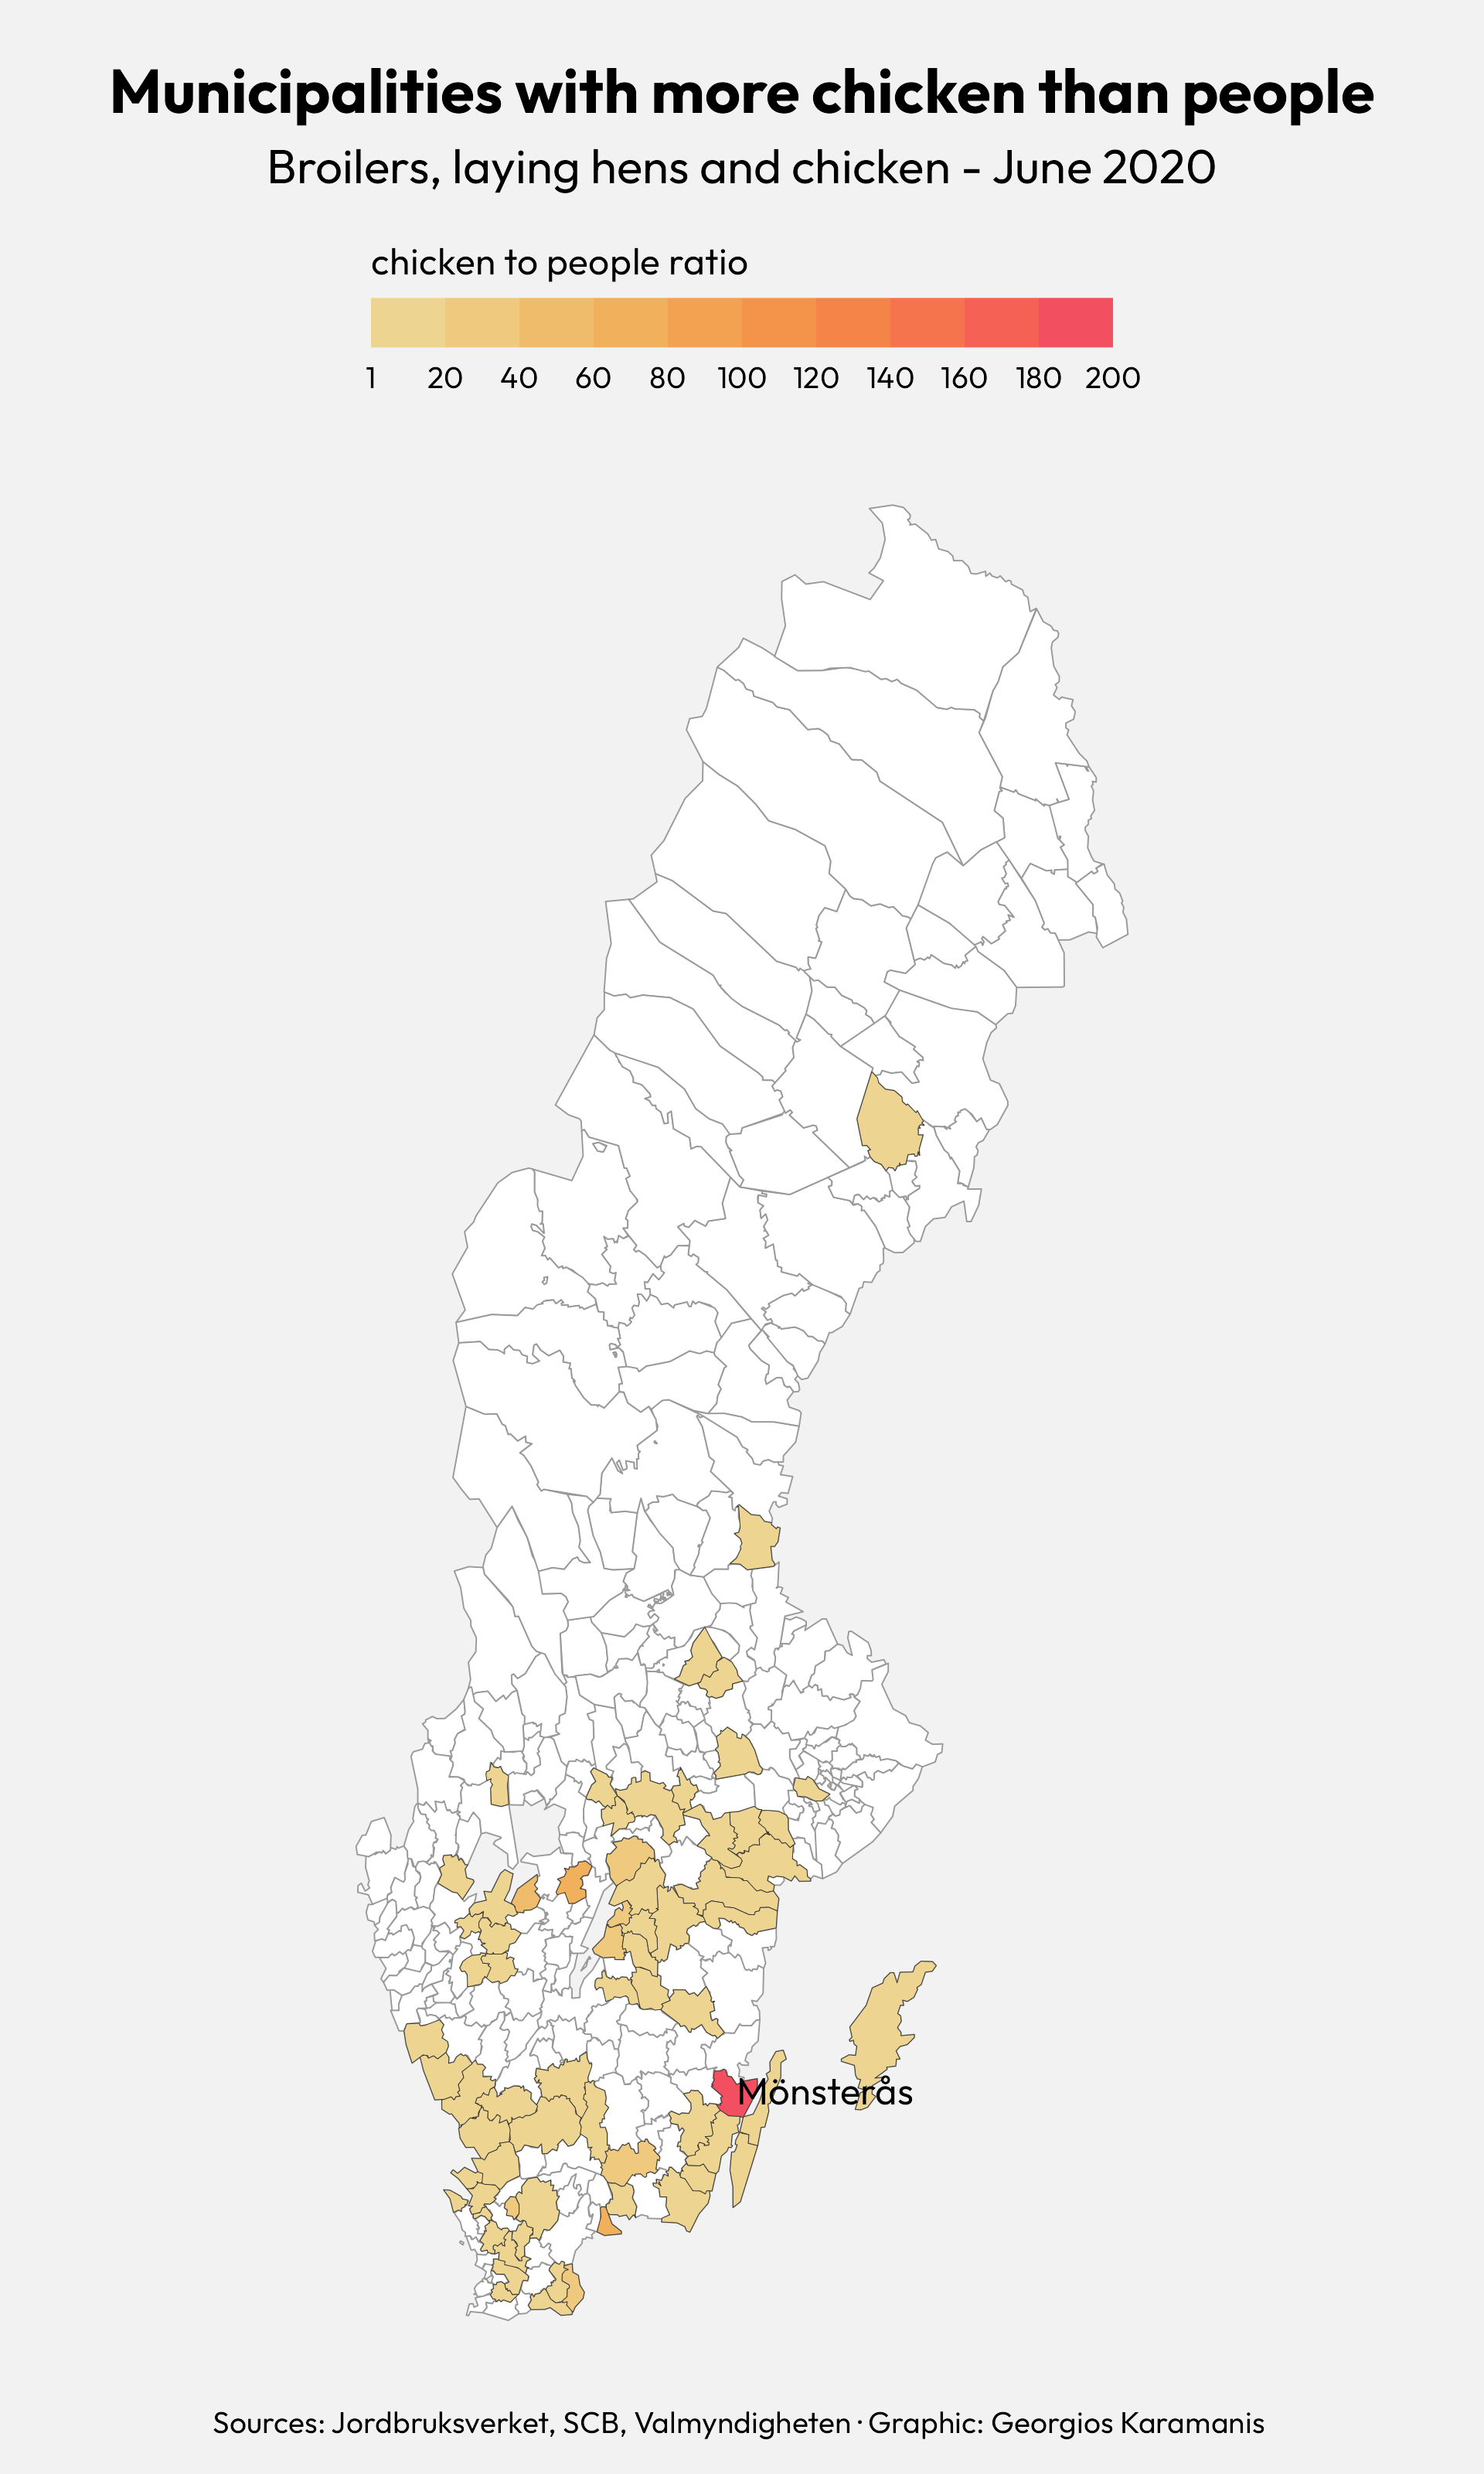 Municipalities with more chicken than people
Broilers, laying hens and chicken - June 2020
chicken to people ratio
1 20 40 60 80 100 120 140 160 180 200
Mönsterås
Sources: Jordbruksverket, SCB, Valmyndigheten · Graphic: Georgios Karamanis